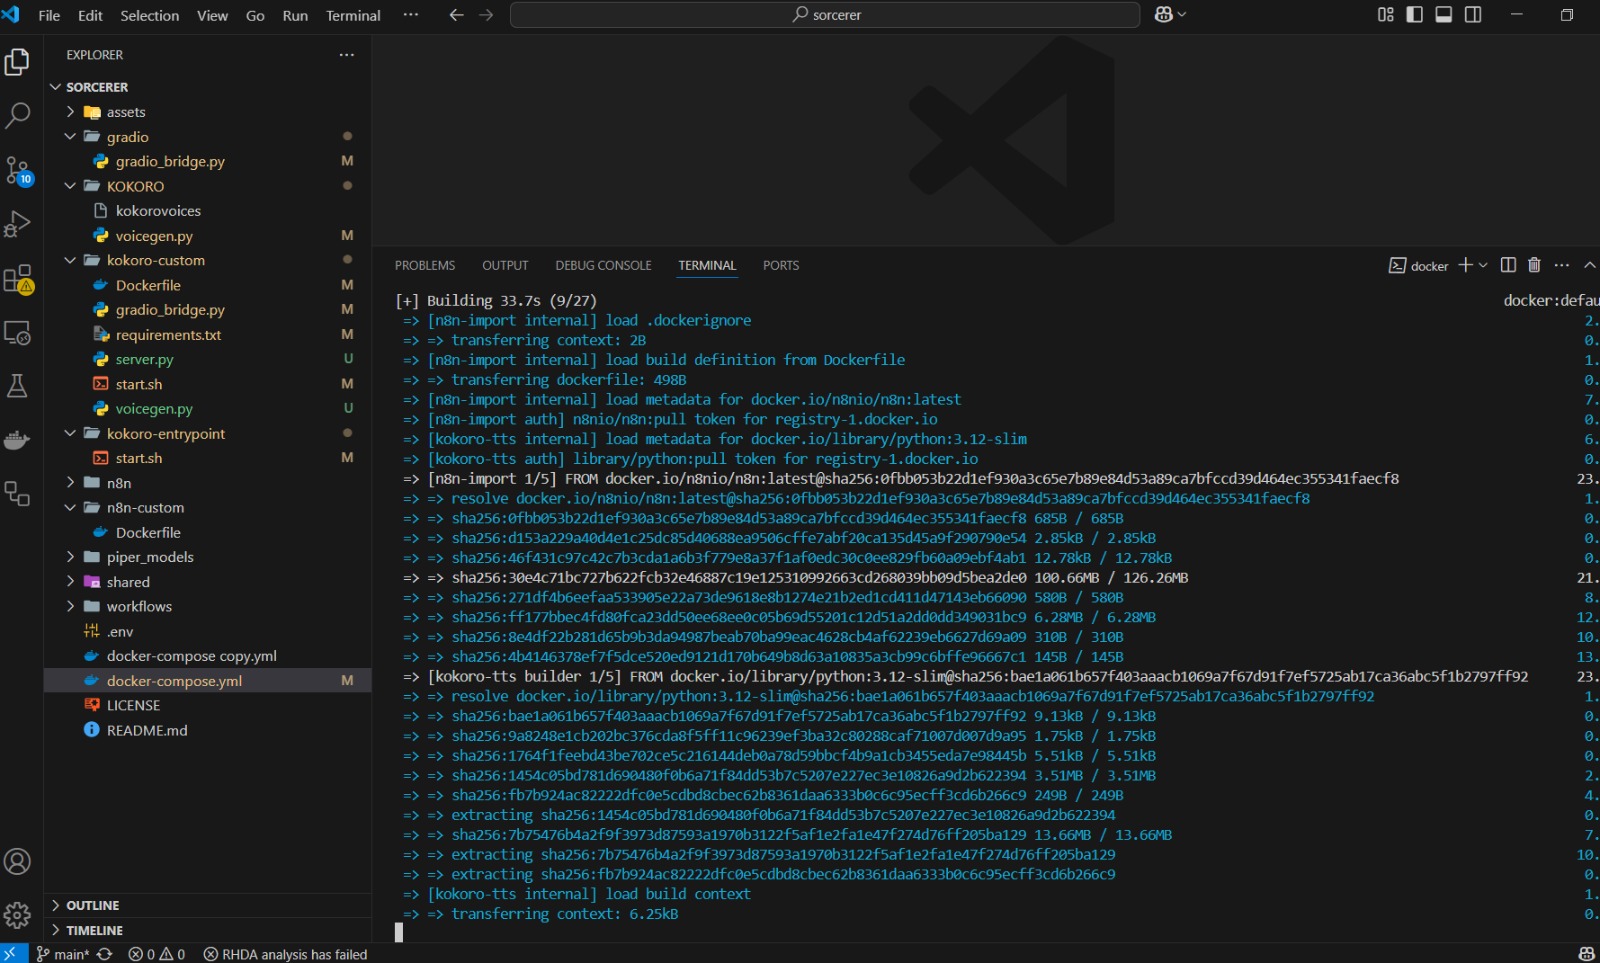 File Edit Selection View Go Run Terminal ··· sorcerer
EXPLORER ···
SORCERER
assets
gradio
gradio_bridge.py M
KOKORO
kokorovoices
voicegen.py M
kokoro-custom
Dockerfile M
gradio_bridge.py M
requirements.txt M
server.py U
start.sh M
voicegen.py U
kokoro-entrypoint
start.sh M
n8n
n8n-custom
Dockerfile
piper_models
shared
workflows
.env
docker-compose copy.yml
docker-compose.yml M
LICENSE
README.md
OUTLINE
TIMELINE
10
PROBLEMS OUTPUT DEBUG CONSOLE TERMINAL PORTS docker ···
[+] Building 33.7s (9/27) docker:defau
=> [n8n-import internal] load .dockerignore 2.
=> => transferring context: 2B 0.
=> [n8n-import internal] load build definition from Dockerfile 1.
=> => transferring dockerfile: 498B 0.
=> [n8n-import internal] load metadata for docker.io/n8nio/n8n:latest 7.
=> [n8n-import auth] n8nio/n8n:pull token for registry-1.docker.io 0.
=> [kokoro-tts internal] load metadata for docker.io/library/python:3.12-slim 6.
=> [kokoro-tts auth] library/python:pull token for registry-1.docker.io 0.
=> [n8n-import 1/5] FROM docker.io/n8nio/n8n:latest@sha256:0fbb053b22d1ef930a3c65e7b89e84d53a89ca7bfccd39d464ec355341faecf8 23.
=> => resolve docker.io/n8nio/n8n:latest@sha256:0fbb053b22d1ef930a3c65e7b89e84d53a89ca7bfccd39d464ec355341faecf8 1.
=> => sha256:0fbb053b22d1ef930a3c65e7b89e84d53a89ca7bfccd39d464ec355341faecf8 685B / 685B 0.
=> => sha256:d153a229a40d4e1c25dc85d40688ea9506cffe7abf20ca135d45a9f290790e54 2.85kB / 2.85kB 0.
=> => sha256:46f431c97c42c7b3cda1a6b3f779e8a37f1af0edc30c0ee829fb60a09ebf4ab1 12.78kB / 12.78kB 0.
=> => sha256:30e4c71bc727b622fcb32e46887c19e125310992663cd268039bb09d5bea2de0 100.66MB / 126.26MB 21.
=> => sha256:271df4b6eefaa533905e22a73de9618e8b1274e21b2ed1cd411d47143eb66090 580B / 580B 8.
=> => sha256:ff177bbec4fd80fca23dd50ee68ee0c05b69d55201c12d51a2dd0dd349031bc9 6.28MB / 6.28MB 12.
=> => sha256:8e4df22b281d65b9b3da94987beab70ba99eac4628cb4af62239eb6627d69a09 310B / 310B 10.
=> => sha256:4b4146378ef7f5dce520ed9121d170b649b8d63a10835a3cb99c6bffe96667c1 145B / 145B 13.
=> [kokoro-tts builder 1/5] FROM docker.io/library/python:3.12-slim@sha256:bae1a061b657f403aaacb1069a7f67d91f7ef5725ab17ca36abc5f1b2797ff92 23.
=> => resolve docker.io/library/python:3.12-slim@sha256:bae1a061b657f403aaacb1069a7f67d91f7ef5725ab17ca36abc5f1b2797ff92 1.
=> => sha256:bae1a061b657f403aaacb1069a7f67d91f7ef5725ab17ca36abc5f1b2797ff92 9.13kB / 9.13kB 0.
=> => sha256:9a8248e1cb202bc376cda8f5ff11c96239ef3ba32c80288caf71007d007d9a95 1.75kB / 1.75kB 0.
=> => sha256:1764f1feebd43be702ce5c216144deb0a78d59bbcf4b9a1cb3455eda7e98445b 5.51kB / 5.51kB 0.
=> => sha256:1454c05bd781d690480f0b6a71f84dd53b7c5207e227ec3e10826a9d2b622394 3.51MB / 3.51MB 2.
=> => sha256:fb7b924ac82222dfc0e5cdbd8cbec62b8361daa6333b0c6c95ecff3cd6b266c9 249B / 249B 4.
=> => extracting sha256:1454c05bd781d690480f0b6a71f84dd53b7c5207e227ec3e10826a9d2b622394 0.
=> => sha256:7b75476b4a2f9f3973d87593a1970b3122f5af1e2fa1e47f274d76ff205ba129 13.66MB / 13.66MB 7.
=> => extracting sha256:7b75476b4a2f9f3973d87593a1970b3122f5af1e2fa1e47f274d76ff205ba129 10.
=> => extracting sha256:fb7b924ac82222dfc0e5cdbd8cbec62b8361daa6333b0c6c95ecff3cd6b266c9 0.
=> [kokoro-tts internal] load build context 1.
=> => transferring context: 6.25kB 0.
main* 0 0 RHDA analysis has failed